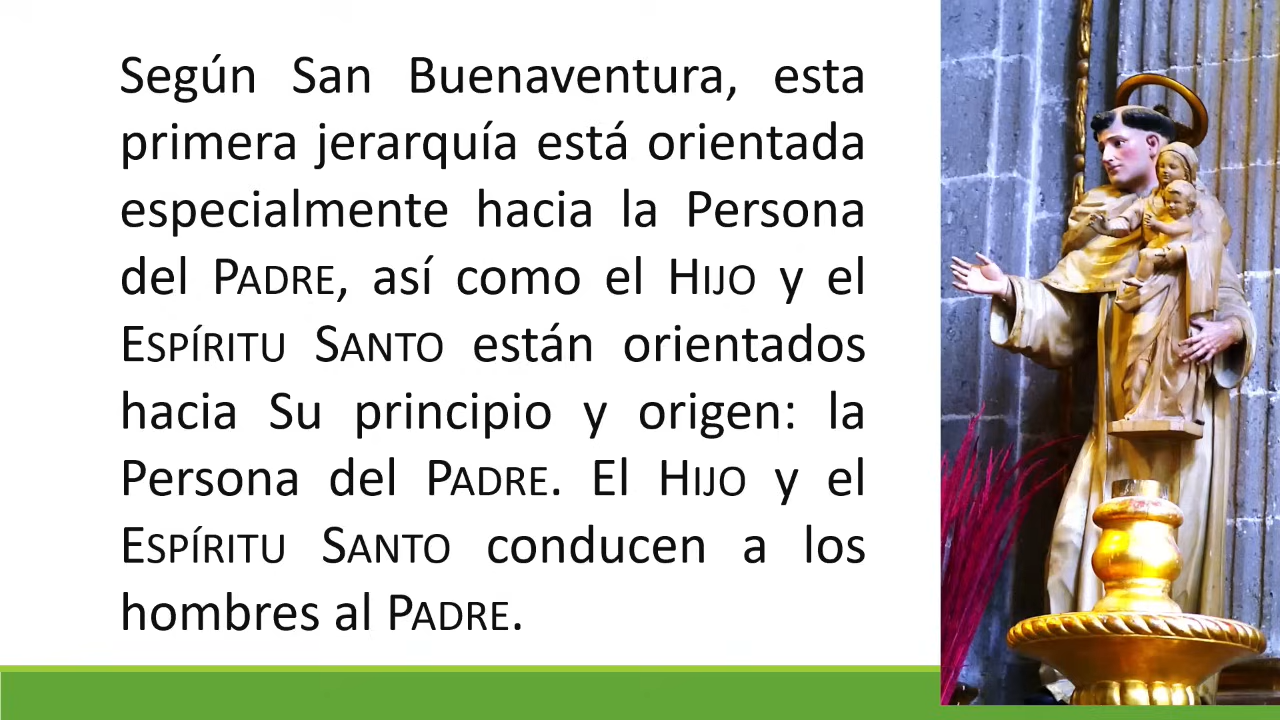 Según San Buenaventura, esta
primera jerarquía está orientada
especialmente hacia la Persona
del PADRE, así como el HIJO y el
ESPÍRITU SANTO están orientados
hacia Su principio y origen: la
Persona del PADRE. El HIJO y el
ESPÍRITU SANTO conducen a los
hombres al PADRE.